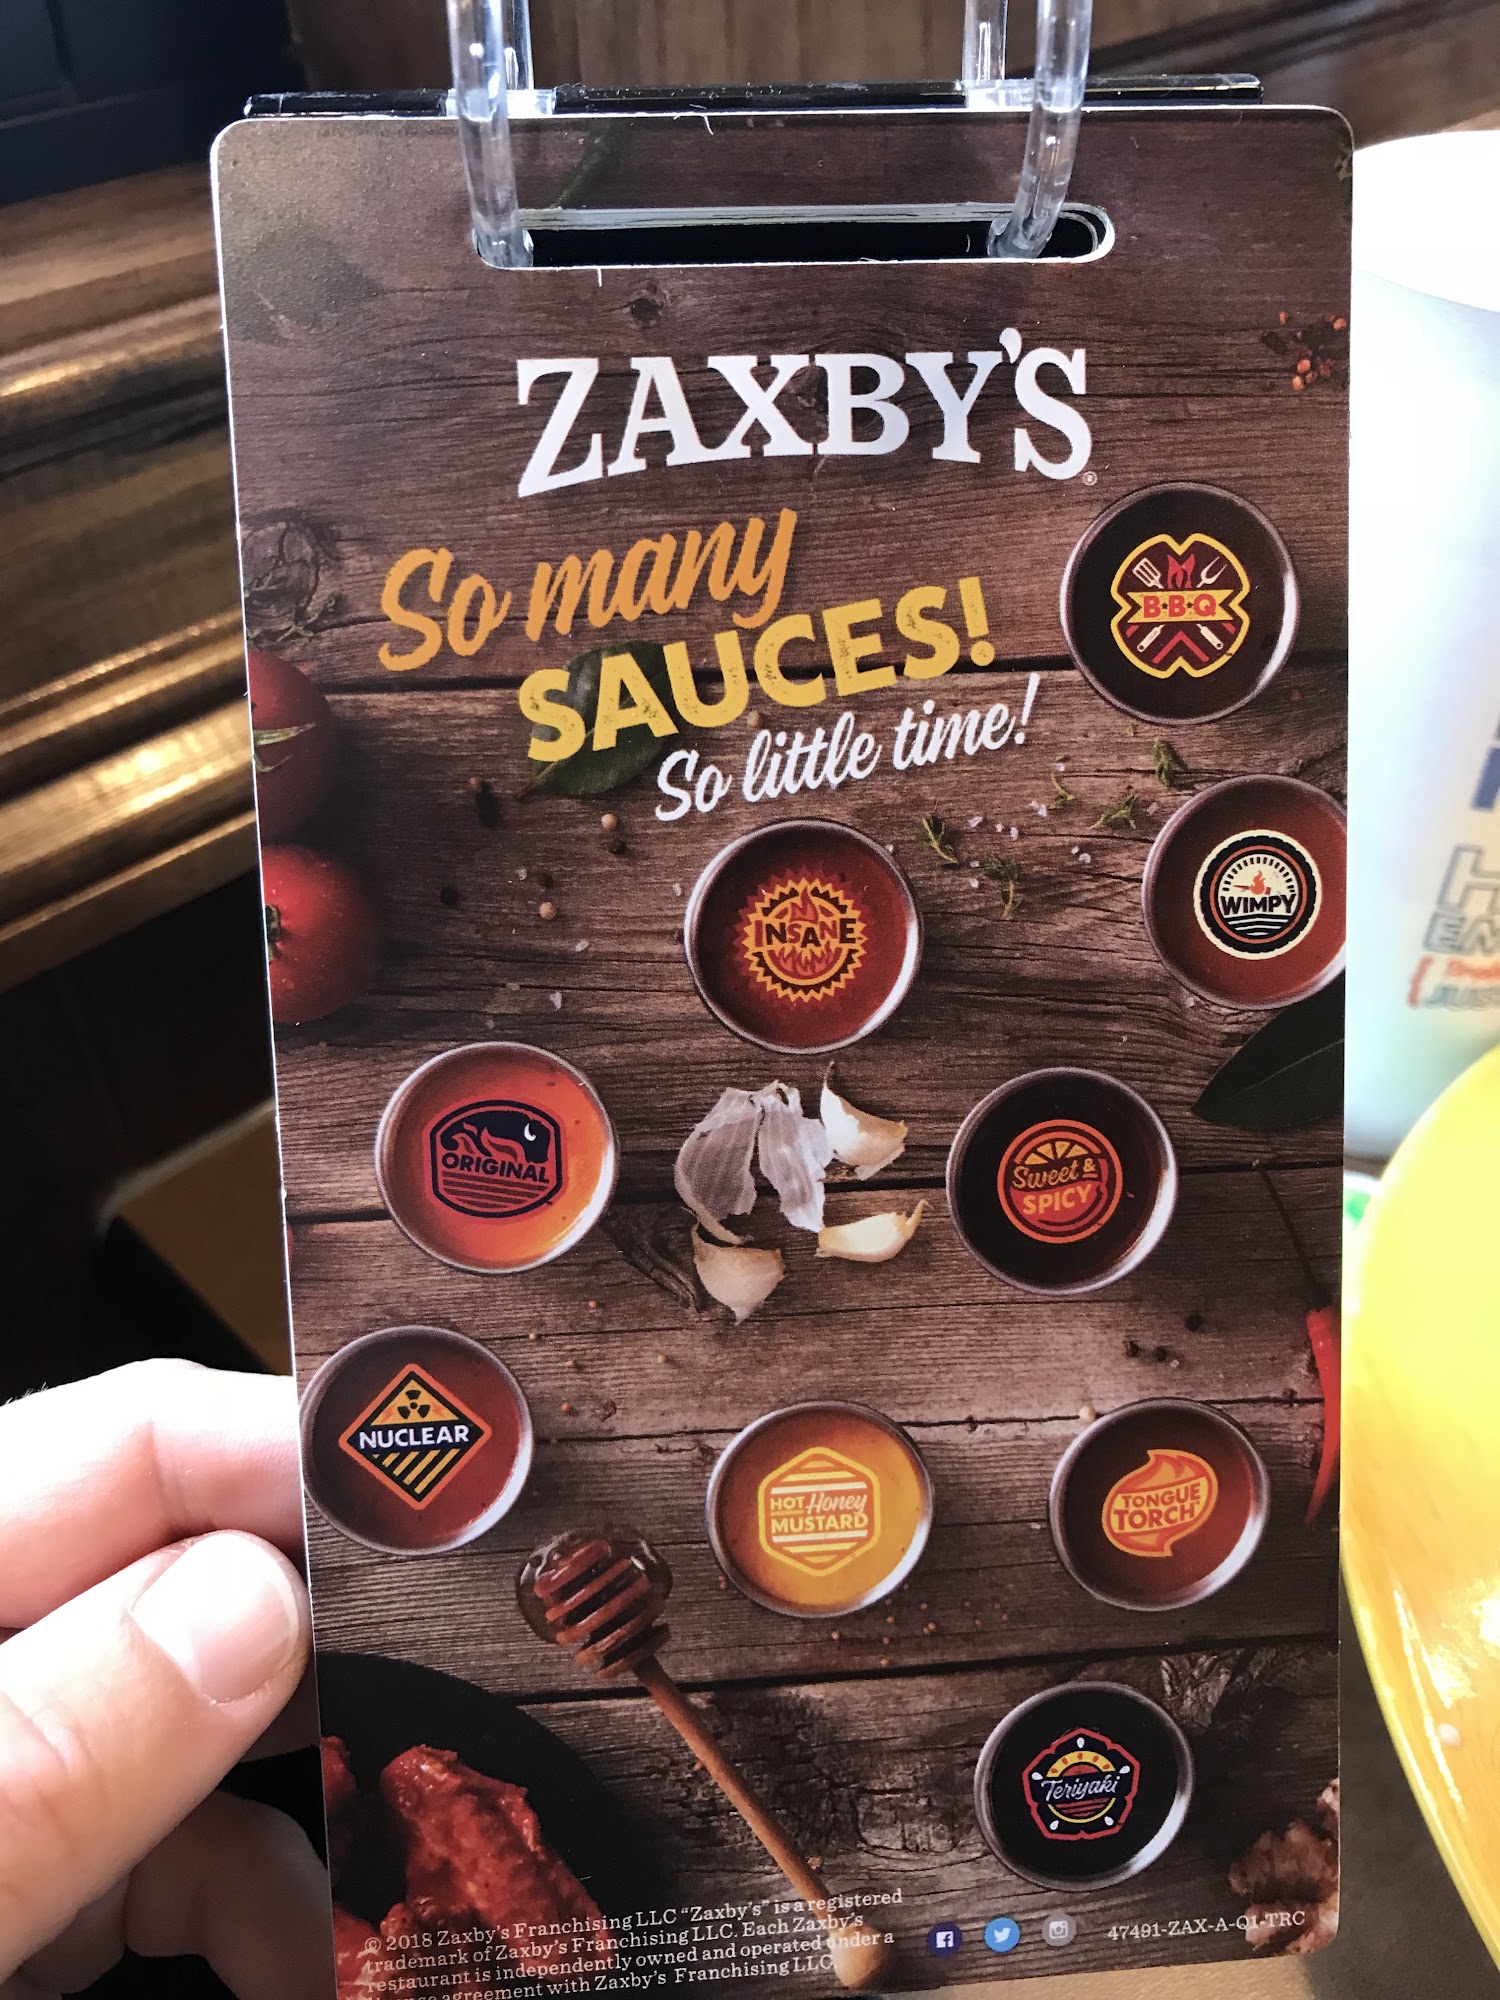 ZAXBY'S
So many
SAUCES!
So little time!
B·B·Q
WIMPY
INSANE
ORIGINAL
Sweet &
SPICY
NUCLEAR
HOT Honey
MUSTARD
TONGUE
TORCH
Teriyaki
© 2018 Zaxby's Franchising LLC "Zaxby's" is a registered
trademark of Zaxby's Franchising LLC. Each Zaxby's
restaurant is independently owned and operated under a
agreement with Zaxby's Franchising LLC.
47491-ZAX-A-Q1-TRC